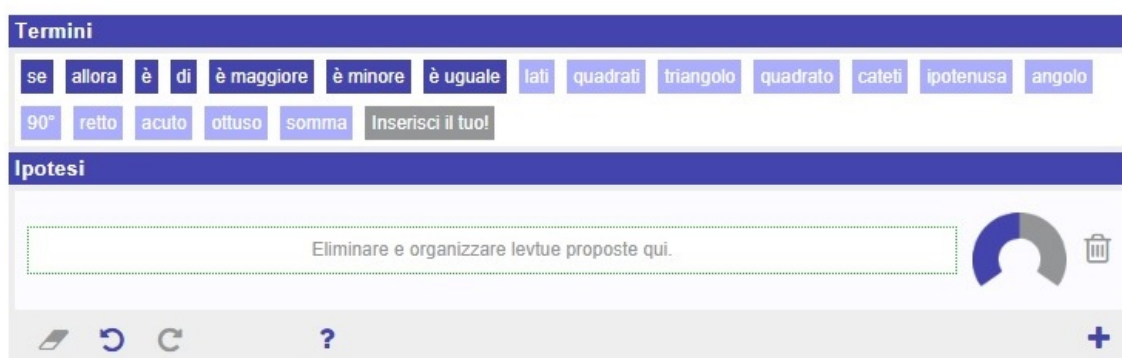 Termini
se allora è di è maggiore è minore è uguale lati quadrati triangolo quadrato cateti ipotenusa angolo
90° retto acuto ottuso somma Inserisci il tuo!
Ipotesi
Eliminare e organizzare levtue proposte qui.
?